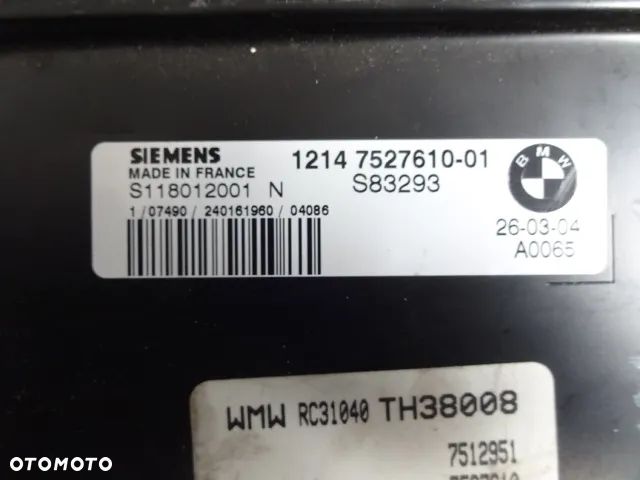 SIEMENS
MADE IN FRANCE
S118012001 N
1214 7527610-01
S83293
BMW
26-03-04
A0065
1/07490/240161960/04086
WMW RC31040 TH38008
7512951
OTOMOTO